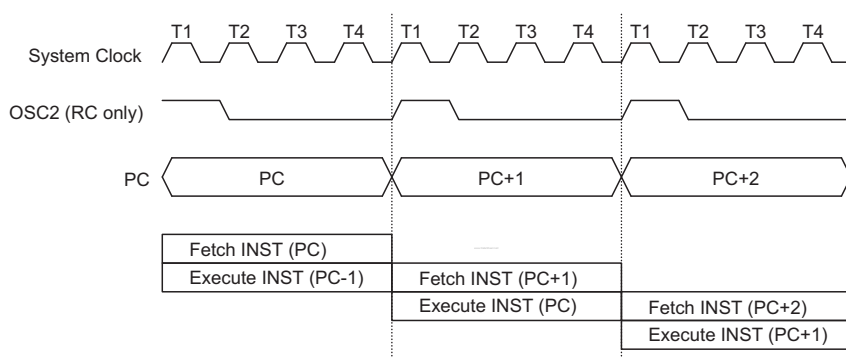 T1 T2 T3 T4 T1 T2 T3 T4 T1 T2 T3 T4
System Clock
OSC2 (RC only)
PC PC PC+1 PC+2
Fetch INST (PC)
Execute INST (PC-1) Fetch INST (PC+1)
Execute INST (PC) Fetch INST (PC+2)
Execute INST (PC+1)